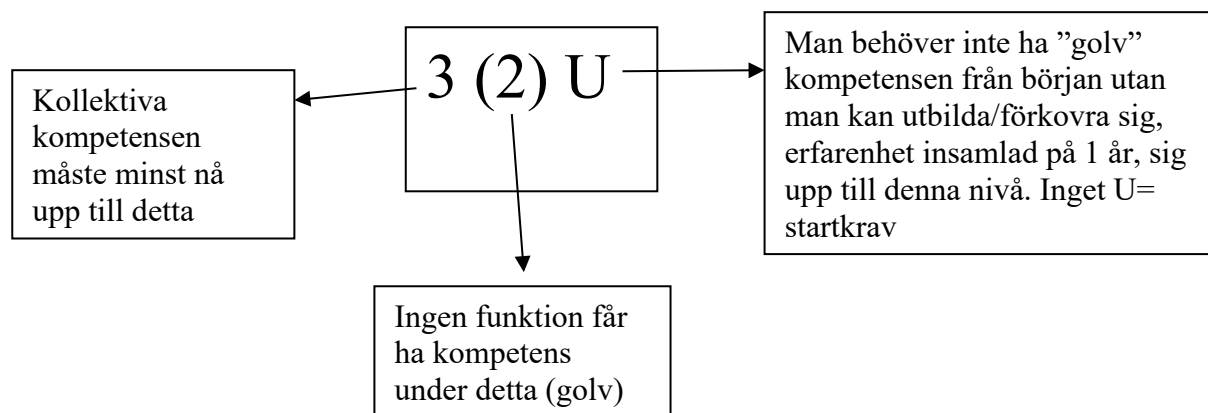 3 (2) U
Kollektiva
kompetensen
måste minst nå
upp till detta
Man behöver inte ha ”golv”
kompetensen från början utan
man kan utbilda/förkovra sig,
erfarenhet insamlad på 1 år, sig
upp till denna nivå. Inget U=
startkrav
Ingen funktion får
ha kompetens
under detta (golv)